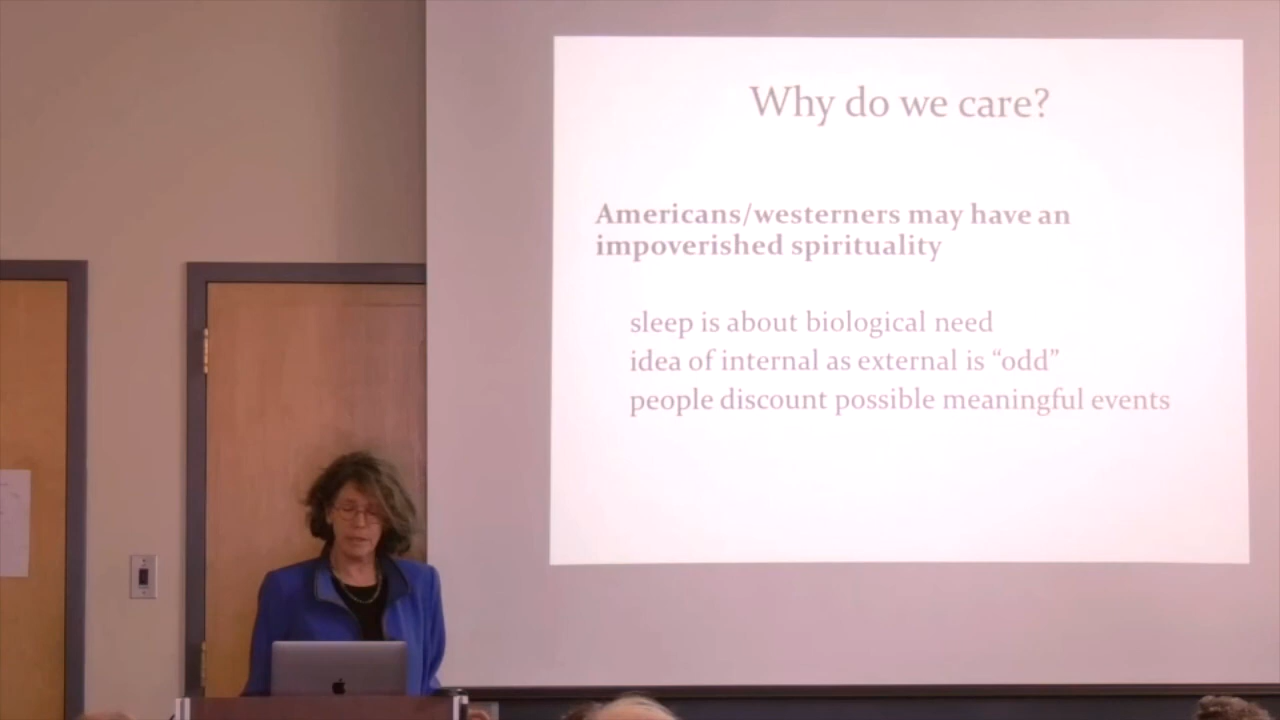 Why do we care?
Americans/westerners may have an
impoverished spirituality
sleep is about biological need
idea of internal as external is “odd”
people discount possible meaningful events